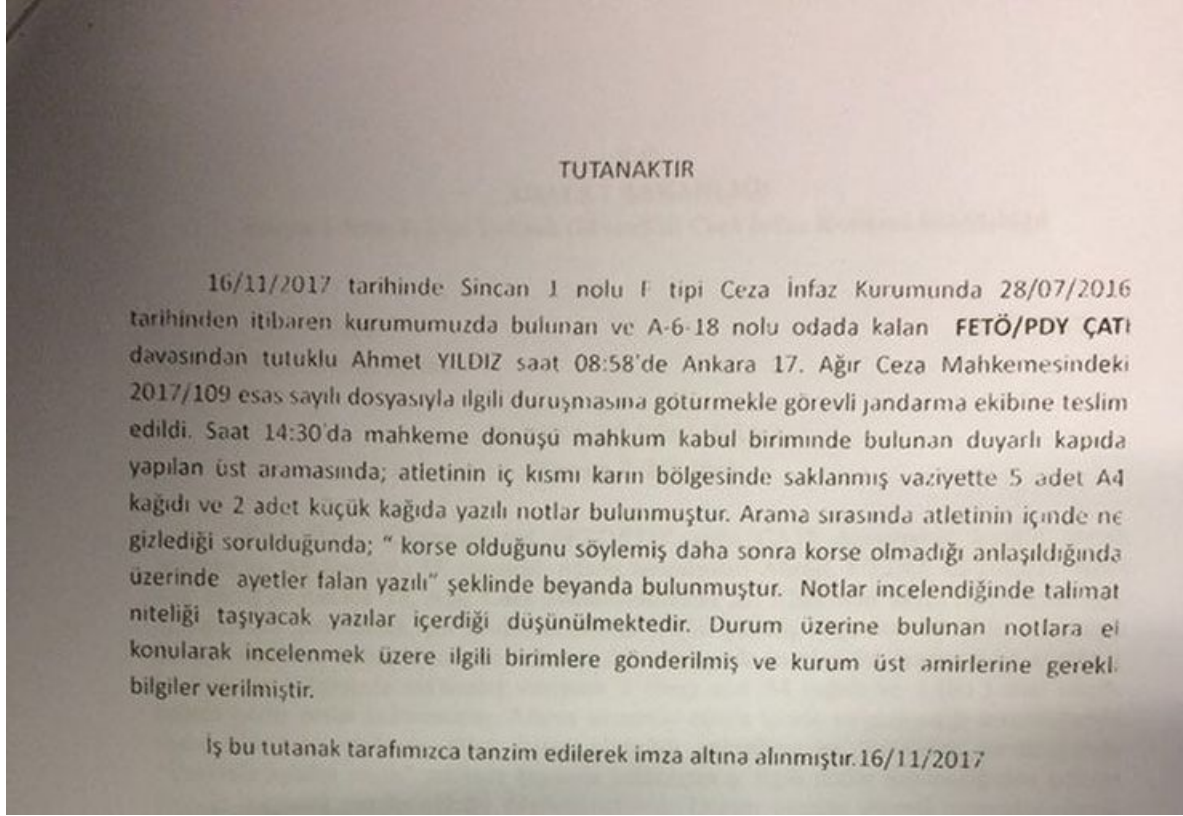 TUTANAKTIR
16/11/2017 tarihinde Sincan 1 nolu F tipi Ceza İnfaz Kurumunda 28/07/2016
tarihinden itibaren kurumumuzda bulunan ve A-6-18 nolu odada kalan FETÖ/PDY ÇATI
davasından tutuklu Ahmet YILDIZ saat 08:58'de Ankara 17. Ağır Ceza Mahkemesindeki
2017/109 esas sayılı dosyasıyla ilgili duruşmasına götürmekle görevli jandarma ekibine teslim
edildi. Saat 14:30'da mahkeme dönüşü mahkum kabul biriminde bulunan duyarlı kapıda
yapılan üst aramasında; atletinin iç kısmı karın bölgesinde saklanmış vaziyette 5 adet A4
kağıdı ve 2 adet küçük kağıda yazılı notlar bulunmuştur. Arama sırasında atletinin içinde ne
gizlediği sorulduğunda; " korse olduğunu söylemiş daha sonra korse olmadığı anlaşıldığında
üzerinde ayetler falan yazılı" şeklinde beyanda bulunmuştur. Notlar incelendiğinde talimat
niteliği taşıyacak yazılar içerdiği düşünülmektedir. Durum üzerine bulunan notlara el
konularak incelenmek üzere ilgili birimlere gönderilmiş ve kurum üst amirlerine gerekl
bilgiler verilmiştir.
İş bu tutanak tarafımızca tanzim edilerek imza altına alınmıştır.16/11/2017